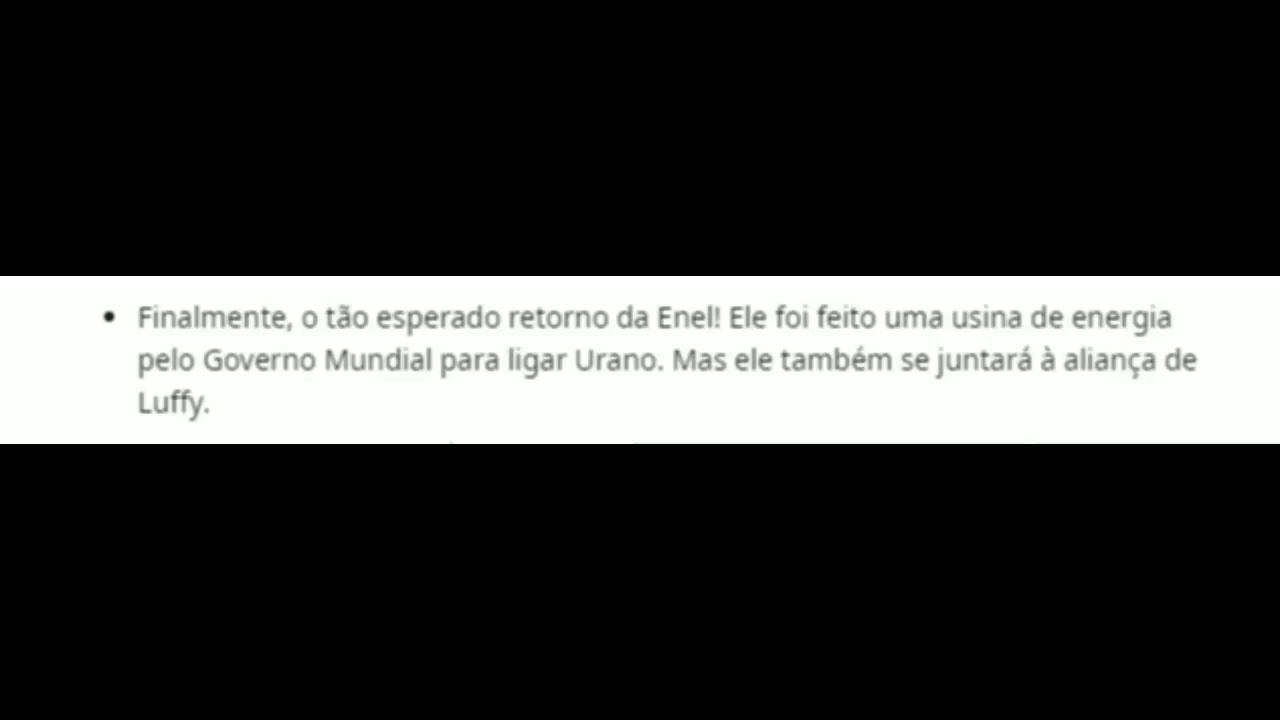 • Finalmente, o tão esperado retorno da Enel! Ele foi feito uma usina de energia
pelo Governo Mundial para ligar Urano. Mas ele também se juntará à aliança de
Luffy.